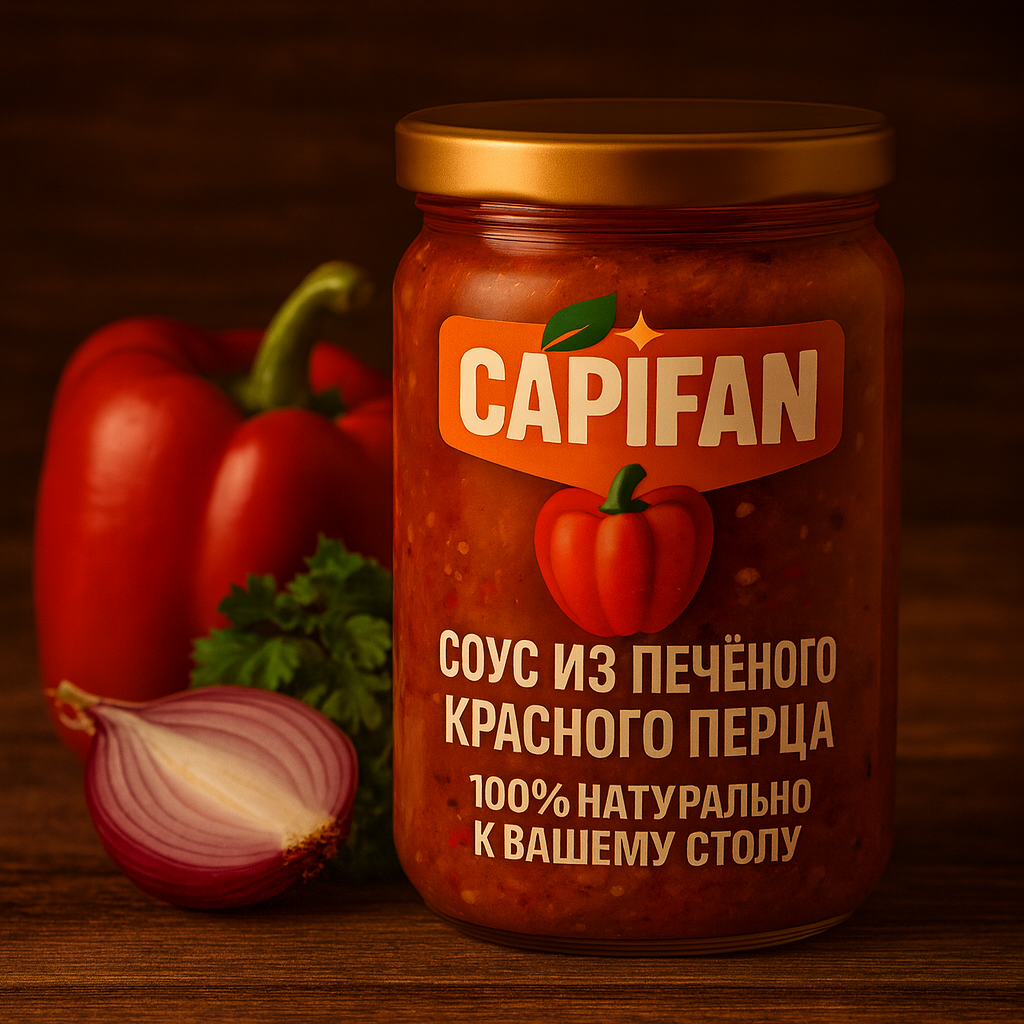 CAPIFAN
СОУС ИЗ ПЕЧЁНОГО
КРАСНОГО ПЕРЦА
100% НАТУРАЛЬНО
К ВАШЕМУ СТОЛУ